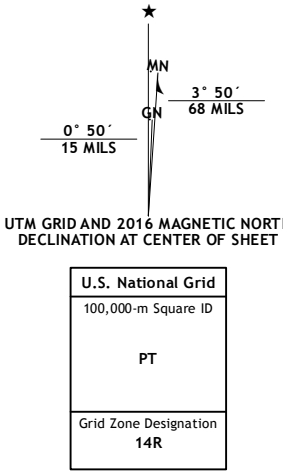 ★
MN
3° 50´
68 MILS
GN
0° 50´
15 MILS
UTM GRID AND 2016 MAGNETIC NORTH
DECLINATION AT CENTER OF SHEET
U.S. National Grid
100,000-m Square ID
PT
Grid Zone Designation
14R